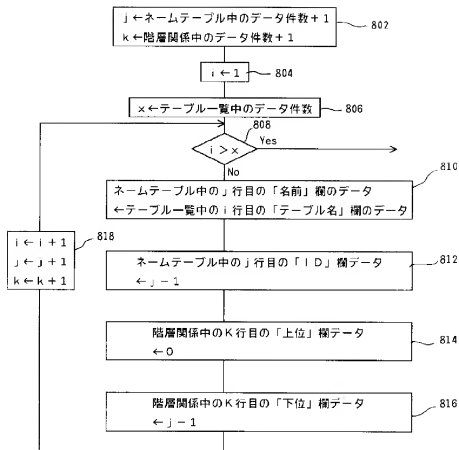 j←ネームテーブル中のデータ件数+1
k←階層関係中のデータ件数+1
802
i←1
804
x←テーブル一覧中のデータ件数
806
808
i>x
Yes
No
810
ネームテーブル中のj行目の「名前」欄のデータ
←テーブル一覧中のi行目の「テーブル名」欄のデータ
818
i←i+1
j←j+1
k←k+1
ネームテーブル中のj行目の「ID」欄データ
←j-1
812
階層関係中のK行目の「上位」欄データ
←0
814
階層関係中のK行目の「下位」欄データ
←j-1
816